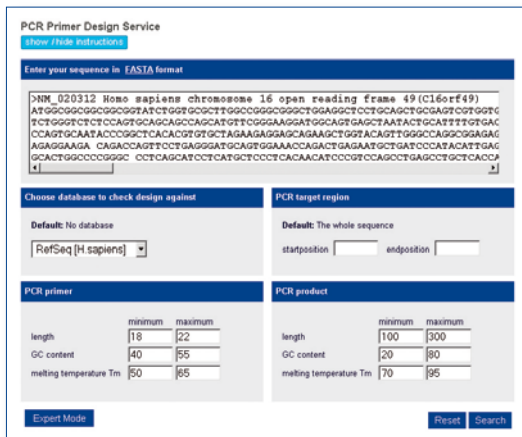 PCR Primer Design Service
show / hide instructions
Enter your sequence in FASTA format
>NM_020312 Homo sapiens chromosome 16 open reading frame 49(C16orf49)
ATGGCGGCGGCGGCGGTATCTGGTGCGCTTGGCCGGGCGGGCTGGAGGCTCCTGCAGCTGCGAGTCGTGGTG
TCTGGGTCTCTCCAGTGCAGCAGCCAGCATGTTCGGGAAGGATGGCAGTGAGCTAATACTGCATTTTGTGAC
CCAGTGCAATACCCGGCTCACACGTGTGCTAGAAGAGGAGCAGAAGCTGGTACAGTTGGGCCAGGCGGAGAG
AGAGGAAGA CAGACCAGTTCCTGAGGGATGCAGTGGAAACCAGACTGAGAATGCTGATCCCATACATTGAG
GCACTGGCCCCGGGC CCTCAGCATCCTCATGCTCCCTCACAACATCCCGTCCAGCCTGAGCCTGCTCACCA
Choose database to check design against
PCR target region
Default: No database
Default: The whole sequence
RefSeq [H.sapiens]
startposition endposition
PCR primer
PCR product
minimum maximum
minimum maximum
length 18 22
length 100 300
GC content 40 55
GC content 20 80
melting temperature Tm 50 65
melting temperature Tm 70 95
Expert Mode
Reset Search